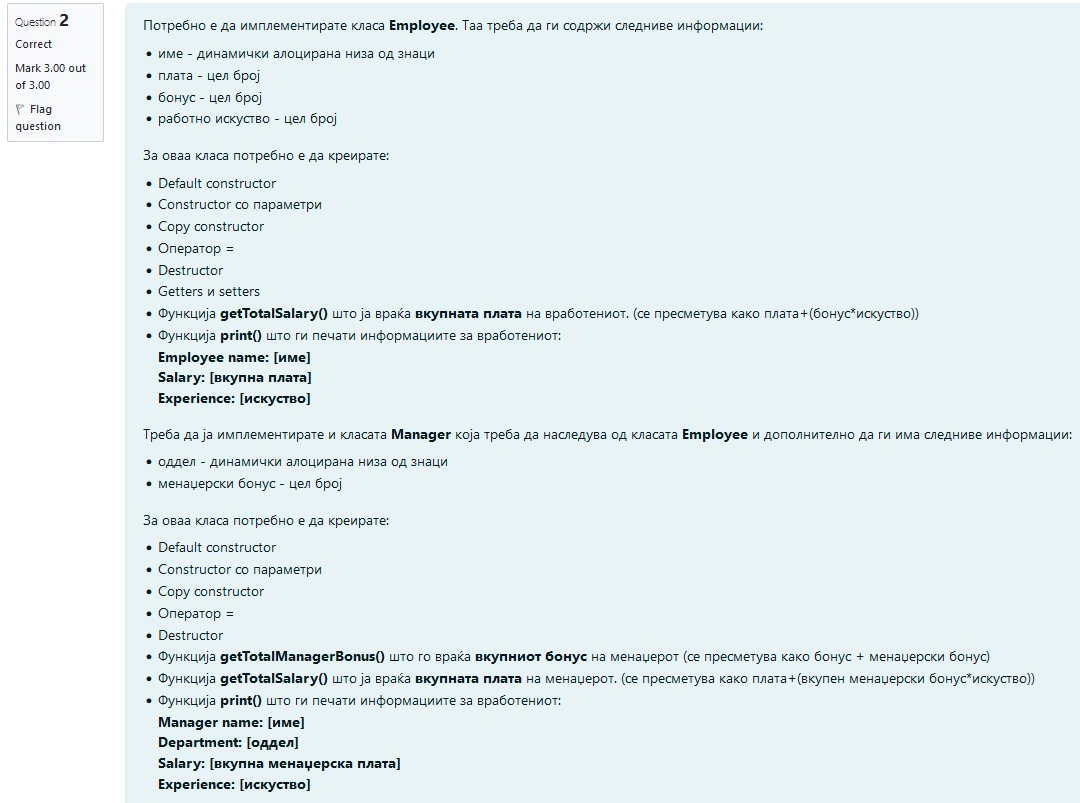 Question 2
Correct
Mark 3.00 out
of 3.00
Flag
question
Потребно е да имплементирате класа Employee. Таа треба да ги содржи следниве информации:
• име - динамички алоцирана низа од знаци
• плата - цел број
• бонус - цел број
• работно искуство - цел број
За оваа класа потребно е да креирате:
• Default constructor
• Constructor со параметри
• Copy constructor
• Оператор =
• Destructor
• Getters и setters
• Функција getTotalSalary() што ја враќа вкупната плата на вработениот. (се пресметува како плата+(бонус*искуство))
• Функција print() што ги печати информациите за вработениот:
Employee name: [име]
Salary: [вкупна плата]
Experience: [искуство]
Треба да ја имплементирате и класата Manager која треба да наследува од класата Employee и дополнително да ги има следниве информации:
• оддел - динамички алоцирана низа од знаци
• менаџерски бонус - цел број
За оваа класа потребно е да креирате:
• Default constructor
• Constructor со параметри
• Copy constructor
• Оператор =
• Destructor
• Функција getTotalManagerBonus() што го враќа вкупниот бонус на менаџерот (се пресметува како бонус + менаџерски бонус)
• Функција getTotalSalary() што ја враќа вкупната плата на менаџерот. (се пресметува како плата+(вкупен менаџерски бонус*искуство))
• Функција print() што ги печати информациите за вработениот:
Manager name: [име]
Department: [оддел]
Salary: [вкупна менаџерска плата]
Experience: [искуство]